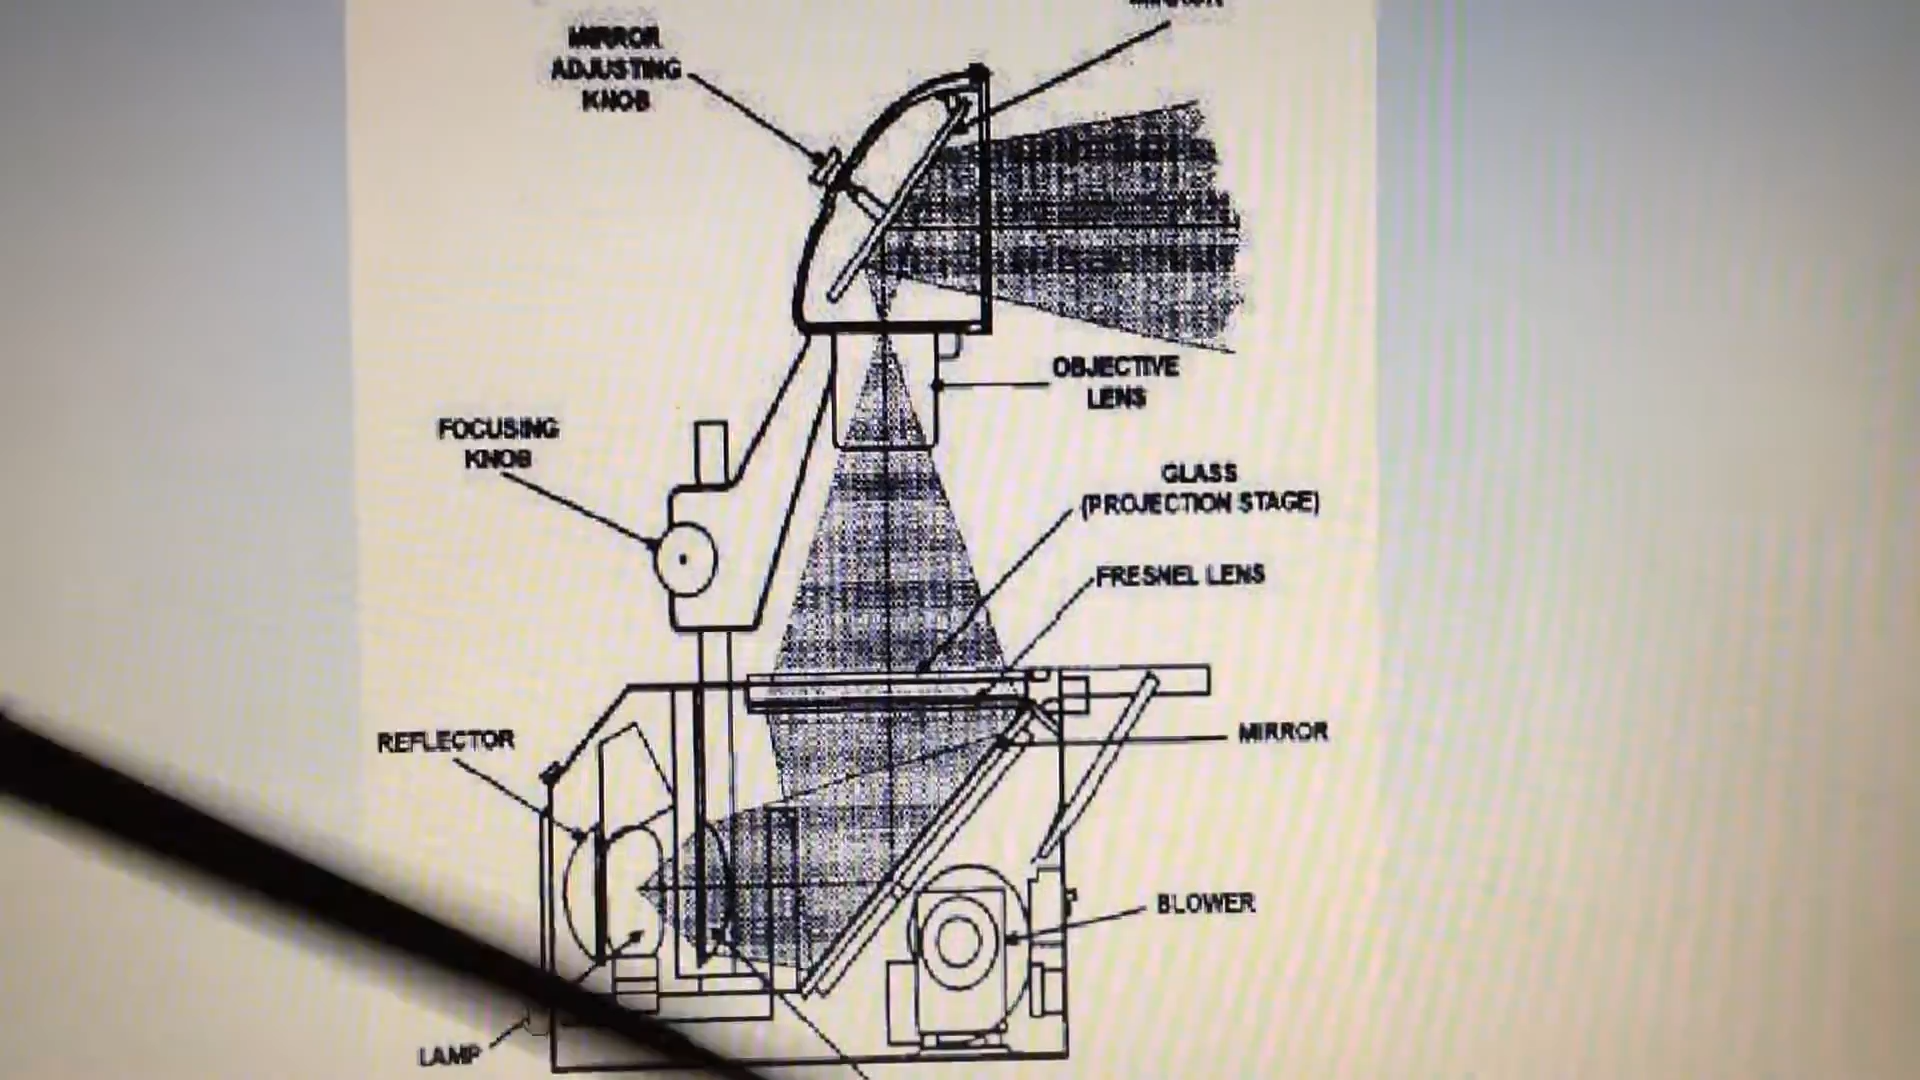 MIRROR
ADJUSTING
KNOB
OBJECTIVE
LENS
FOCUSING
KNOB
GLASS
(PROJECTION STAGE)
FRESNEL LENS
REFLECTOR
MIRROR
BLOWER
LAMP